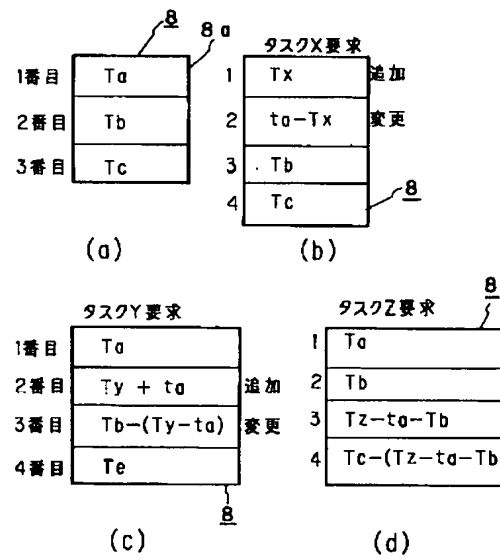 8
8a
1番目 Ta
2番目 Tb
3番目 Tc
(a)
タスクX要求
1 Tx 追加
2 ta-Tx 変更
3 Tb
4 Tc
8
(b)
タスクY要求
1番目 Ta
2番目 Ty + ta 追加
3番目 Tb-(Ty-ta) 変更
4番目 Te
8
(c)
8
タスクZ要求
1 Ta
2 Tb
3 Tz-ta-Tb
4 Tc-(Tz-ta-Tb
(d)